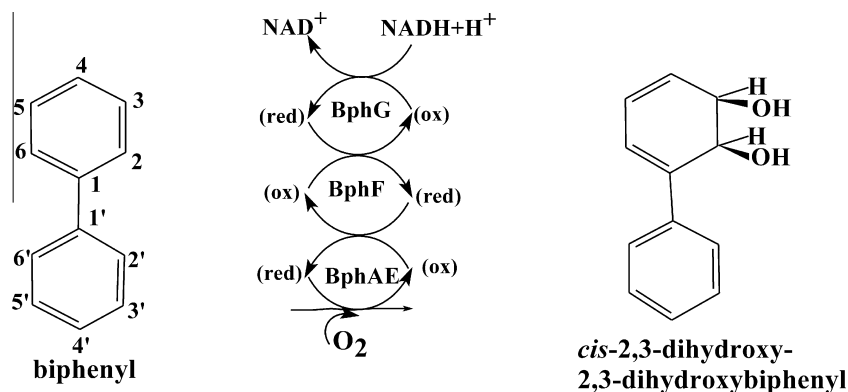 4
5
3
6
2
1
1'
6'
2'
5'
3'
4'
biphenyl
NAD+
NADH+H+
(red)
BphG
(ox)
(ox)
BphF
(red)
(red)
BphAE
(ox)
O2
H
OH
H
OH
cis-2,3-dihydroxy-
2,3-dihydroxybiphenyl